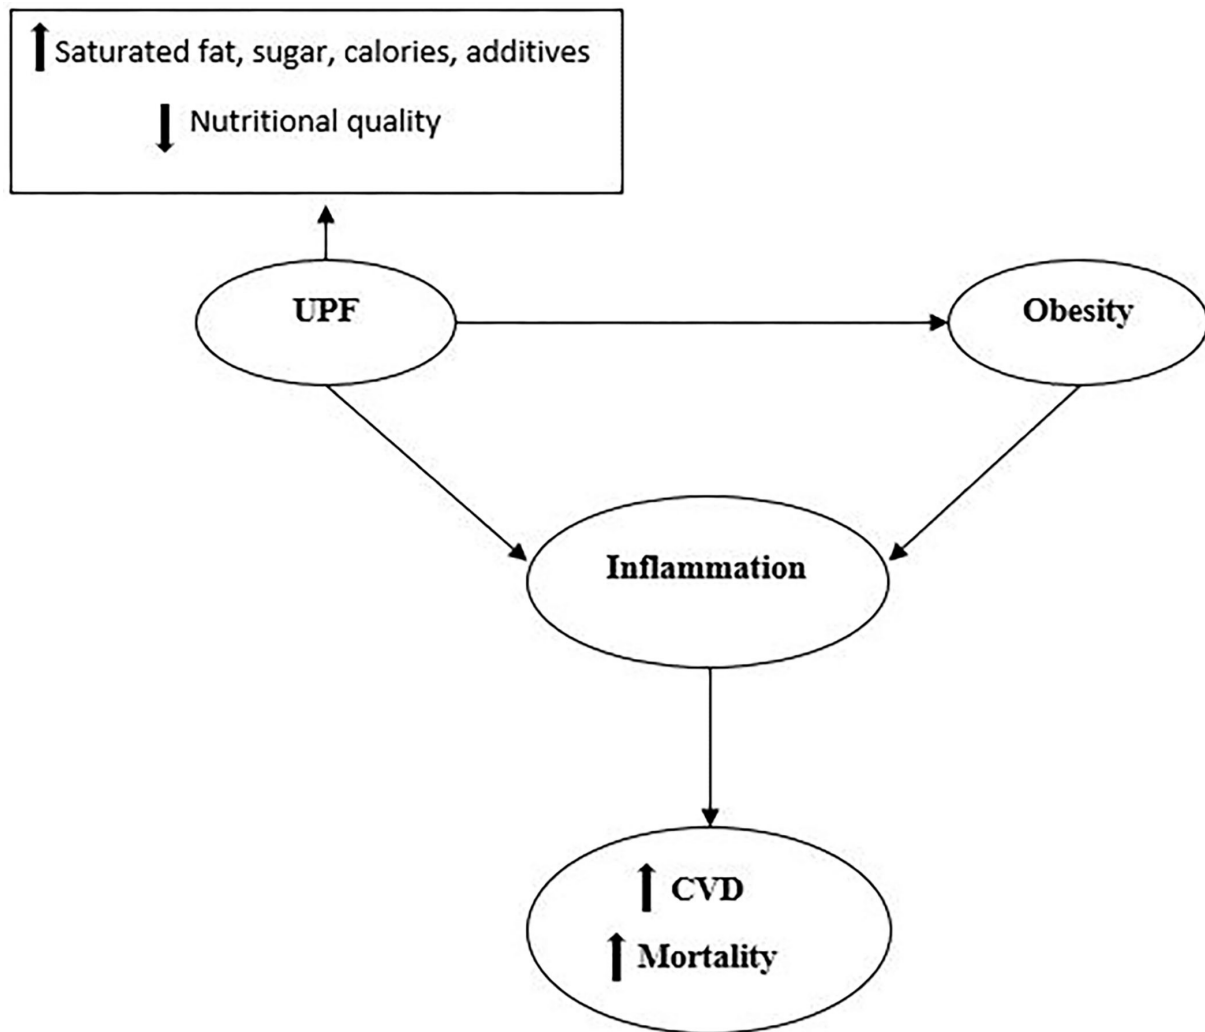 Saturated fat, sugar, calories, additives
Nutritional quality
UPF
Obesity
Inflammation
CVD
Mortality